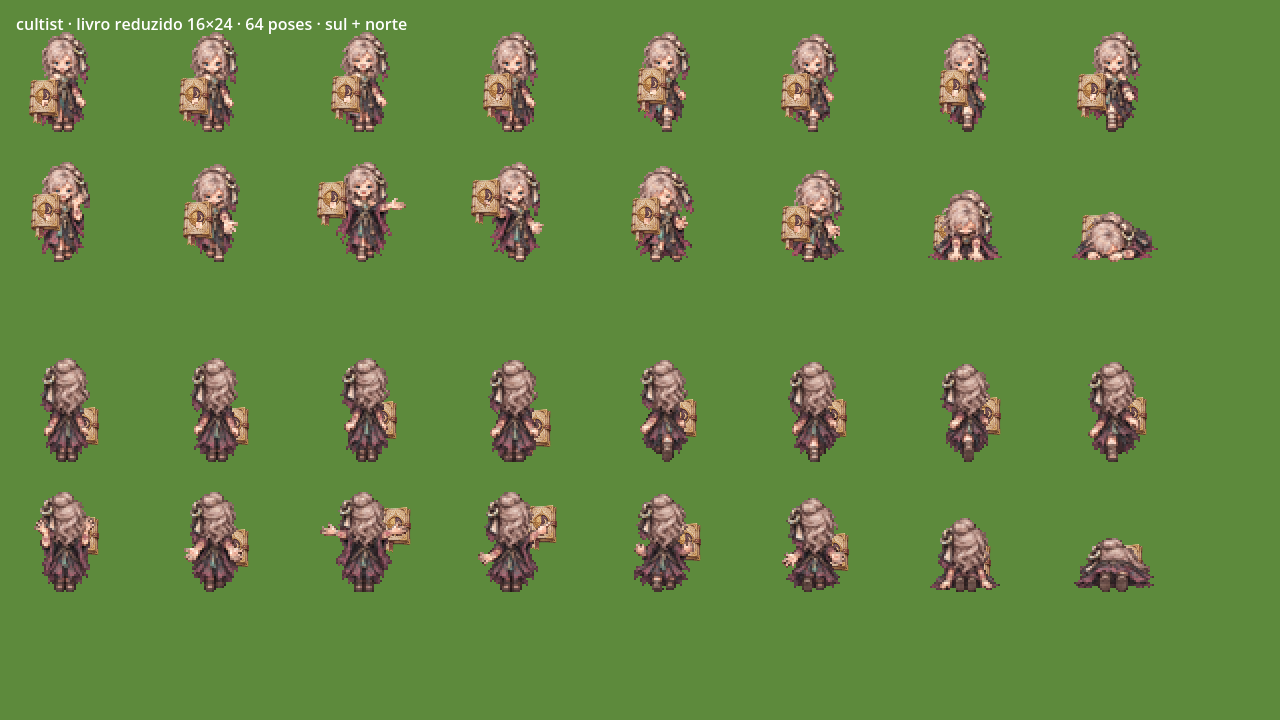 cultist · livro reduzido 16×24 · 64 poses · sul + norte